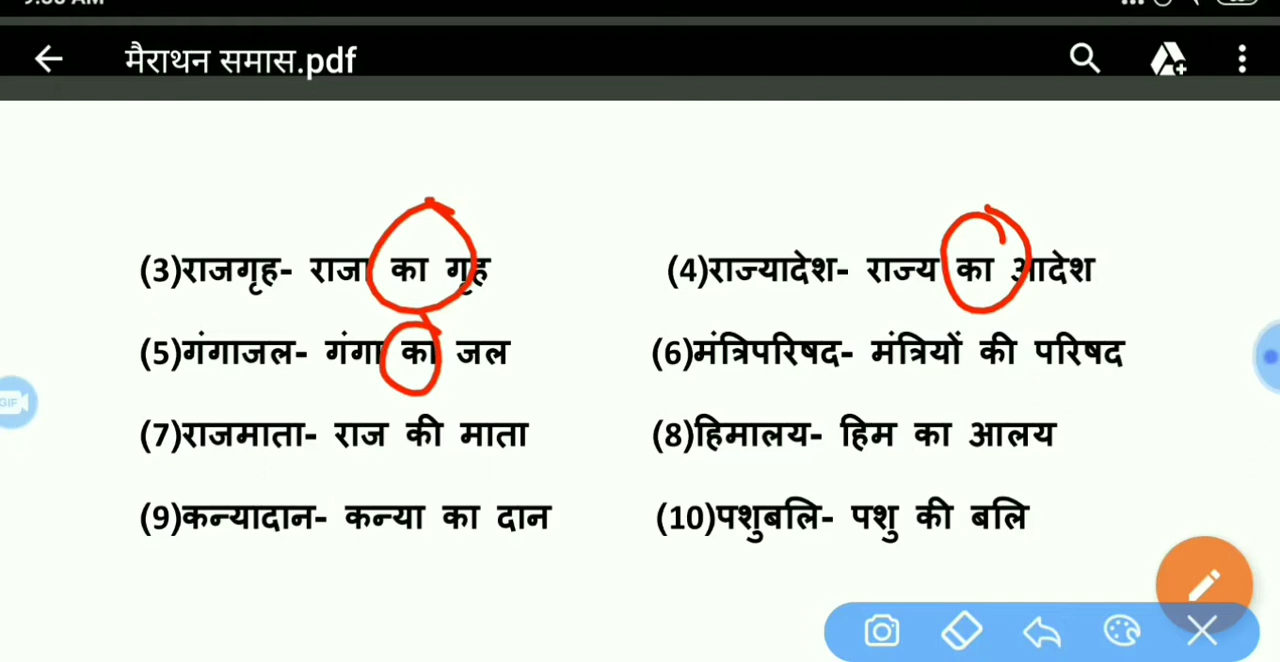 मैराथन समास.pdf
(3)राजगृह- राजा का गृह (4)राज्यादेश- राज्य का आदेश
(5)गंगाजल- गंगा का जल (6)मंत्रिपरिषद- मंत्रियों की परिषद
(7)राजमाता- राज की माता (8)हिमालय- हिम का आलय
GIF
(9)कन्यादान- कन्या का दान (10)पशुबलि- पशु की बलि